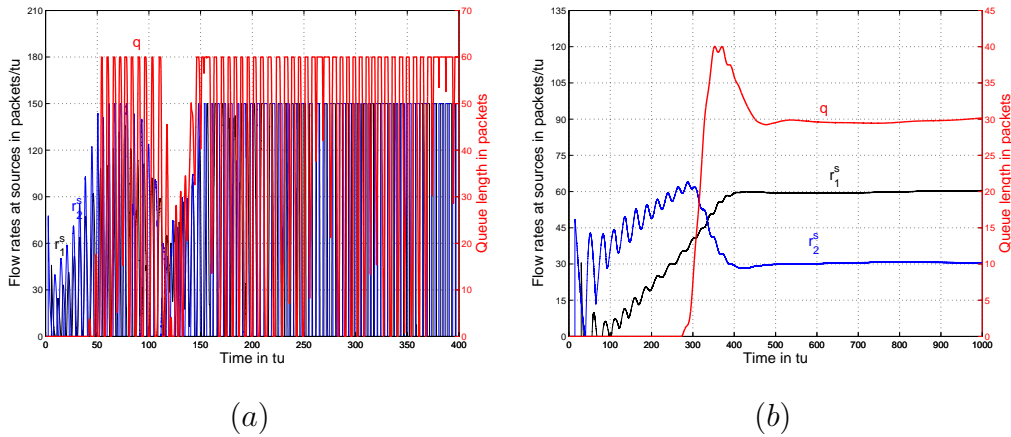 210 70 135 45
180 60 120 40
150 50 105 35
120 40 90 30
90 30 75 25
60 20 60 20
30 10 45 15
0 0 30 10
15 5
0 0
Flow rates at sources in packets/tu
Queue length in packets
q
r₂ˢ
r₁ˢ
0 50 100 150 200 250 300 350 400
Time in tu
Flow rates at sources in packets/tu
Queue length in packets
q
r₁ˢ
r₂ˢ
0 100 200 300 400 500 600 700 800 900 1000
Time in tu
(a)
(b)